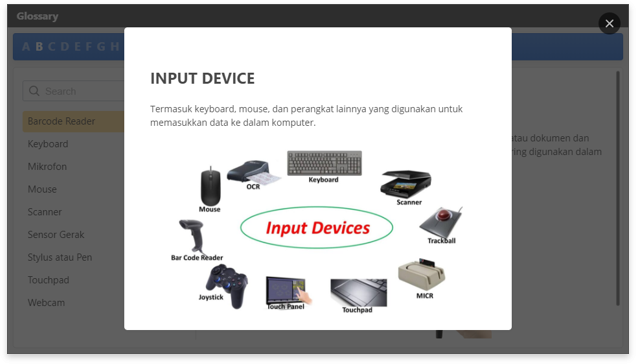 Glossary
A B C D E F G H
Search
Barcode Reader
Keyboard
Mikrofon
Mouse
Scanner
Sensor Gerak
Stylus atau Pen
Touchpad
Webcam
atau dokumen dan
digunakan dalam
INPUT DEVICE
Termasuk keyboard, mouse, dan perangkat lainnya yang digunakan untuk
memasukkan data ke dalam komputer.
OCR
Keyboard
Scanner
Mouse
Input Devices
Trackball
Bar Code Reader
Joystick
Touch Panel
Touchpad
MICR